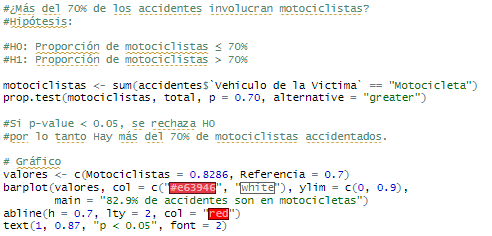 #¿Más del 70% de los accidentes involucran motociclistas?
#Hipótesis:
#H0: Proporción de motociclistas ≤ 70%
#H1: Proporción de motociclistas > 70%
motociclistas <- sum(accidentes$`Vehiculo de la Victima` == "Motocicleta")
prop.test(motociclistas, total, p = 0.70, alternative = "greater")
#Si p-value < 0.05, se rechaza H0
#por lo tanto Hay más del 70% de motociclistas accidentados.
# Gráfico
valores <- c(Motociclistas = 0.8286, Referencia = 0.7)
barplot(valores, col = c("#e63946", "white"), ylim = c(0, 0.9),
main = "82.9% de accidentes son en motocicletas")
abline(h = 0.7, lty = 2, col = "red")
text(1, 0.87, "p < 0.05", font = 2)